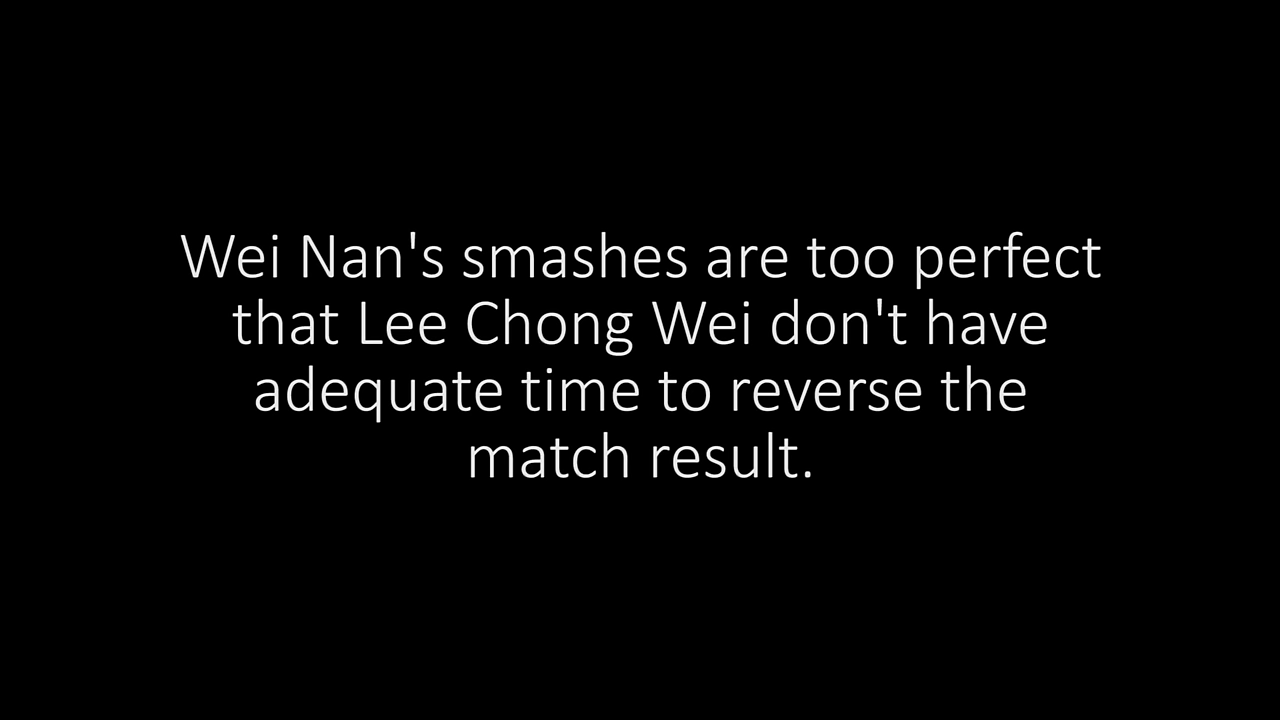 Wei Nan's smashes are too perfect
that Lee Chong Wei don't have
adequate time to reverse the
match result.